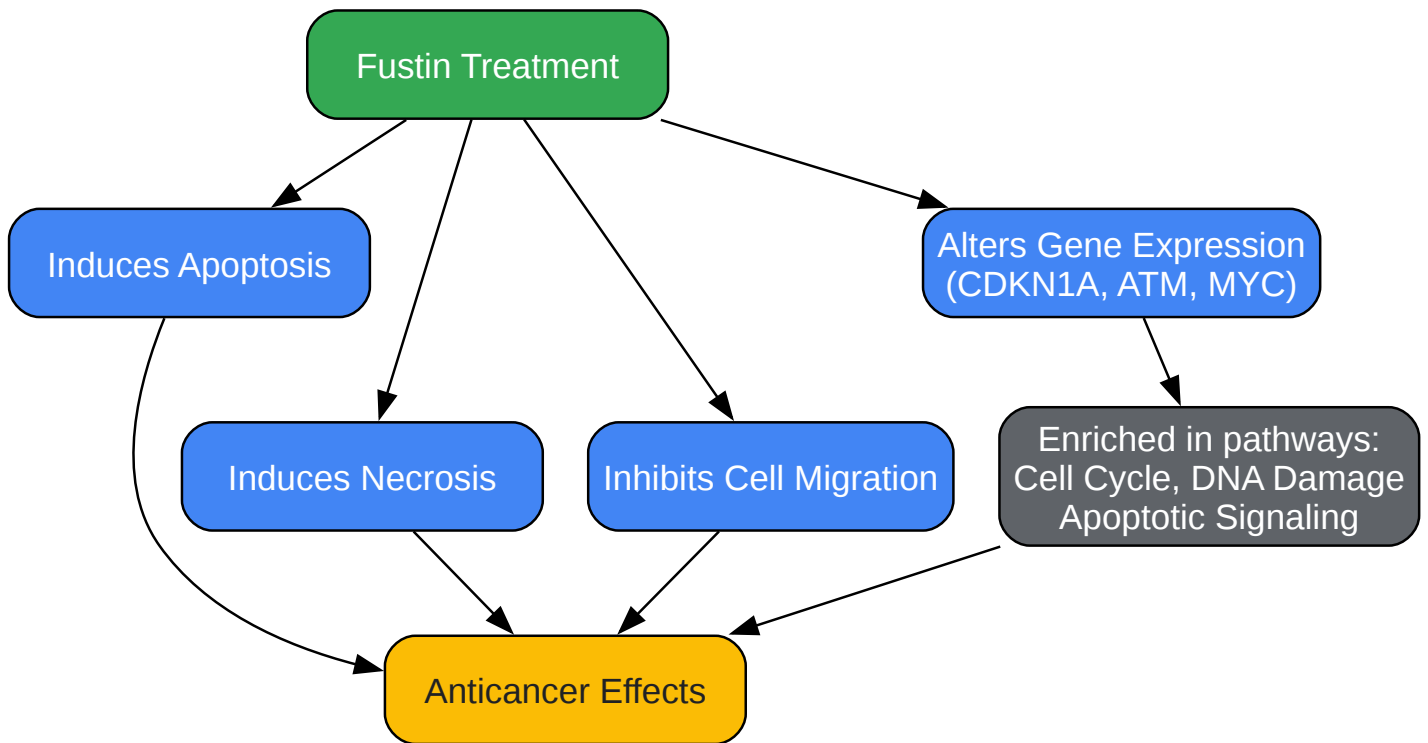 Fustin Treatment
Induces Apoptosis
Alters Gene Expression
(CDKN1A, ATM, MYC)
Induces Necrosis
Inhibits Cell Migration
Enriched in pathways:
Cell Cycle, DNA Damage
Apoptotic Signaling
Anticancer Effects